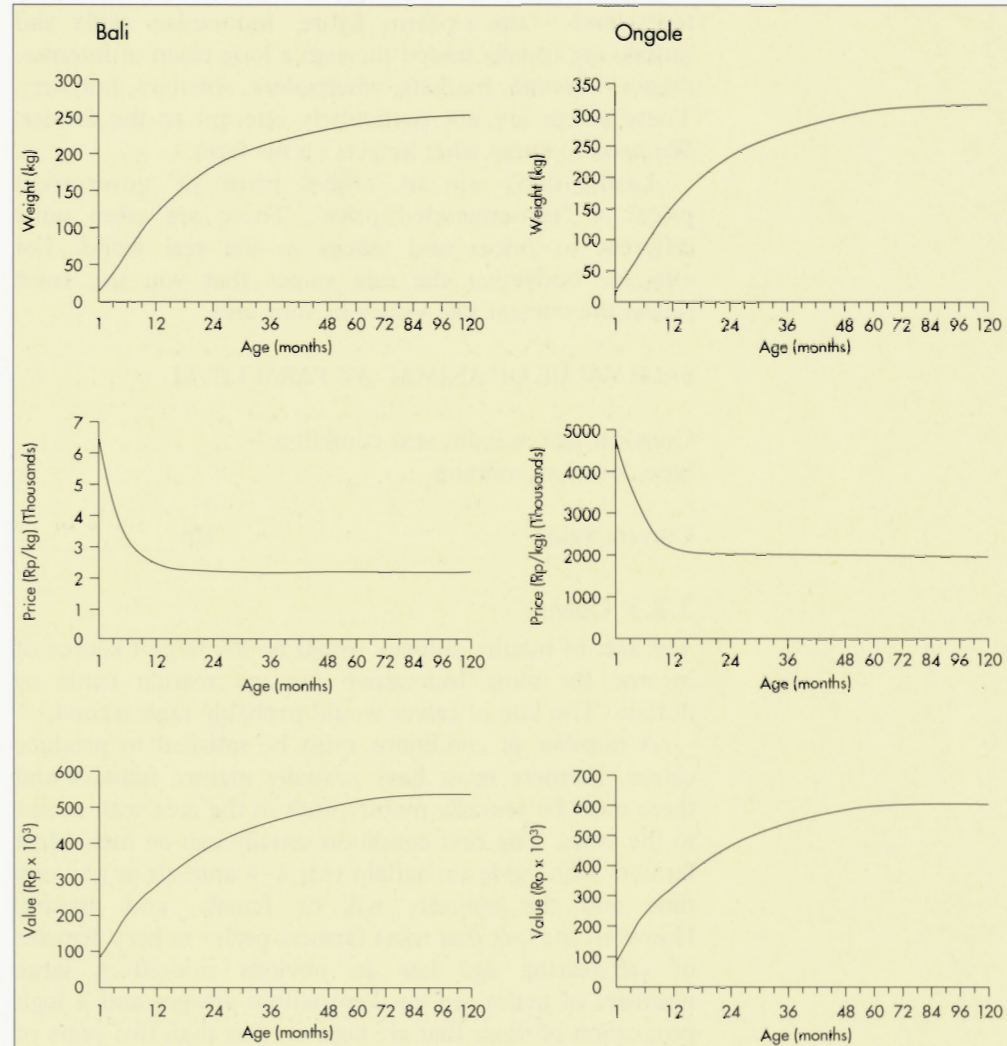 Bali
Weight (kg)
300
250
200
150
100
50
0
1 12 24 36 48 60 72 84 96 120
Age (months)
Ongole
Weight (kg)
350
300
250
200
150
100
50
0
1 12 24 36 48 60 72 84 96 120
Age (months)
Price (Rp/kg) (Thousands)
7
6
5
4
3
2
1
0
1 12 24 36 48 60 72 84 96 120
Age (months)
Price (Rp/kg) (Thousands)
5000
4000
3000
2000
1000
0
1 12 24 36 48 60 72 84 96 120
Age (months)
Value (Rp x 10³)
600
500
400
300
200
100
0
1 12 24 36 48 60 72 84 96 120
Age (months)
Value (Rp x 10³)
700
600
500
400
300
200
100
0
1 12 24 36 48 60 72 84 96 120
Age (months)